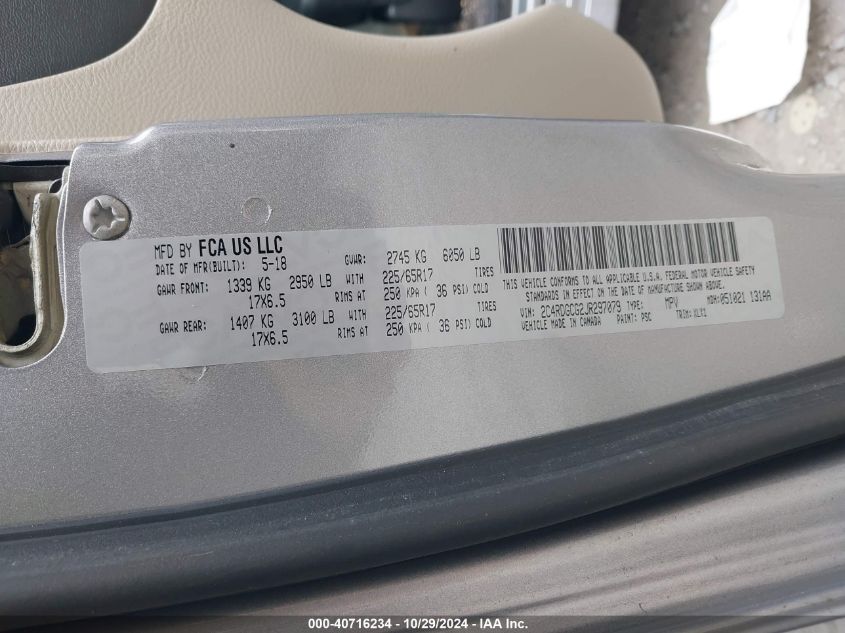 MFD BY FCA US LLC
DATE OF MFR(BUILT): 5-18 GVWR: 2745 KG 6050 LB
GAWR FRONT: 1339 KG 2950 LB WITH 225/65R17 TIRES
17X6.5 RIMS AT 250 KPA ( 36 PSI) COLD
GAWR REAR: 1407 KG 3100 LB WITH 225/65R17 TIRES
17X6.5 RIMS AT 250 KPA ( 36 PSI) COLD
THIS VEHICLE CONFORMS TO ALL APPLICABLE U.S.A. FEDERAL MOTOR VEHICLE SAFETY
STANDARDS IN EFFECT ON THE DATE OF MANUFACTURE SHOWN ABOVE.
VIN: 2C4RDGCG2JR297079 TYPE: MPV MDH: 051021 131AA
VEHICLE MADE IN CANADA PAINT: PSC TRIM:
000-40716234 - 10/29/2024 - IAA Inc.